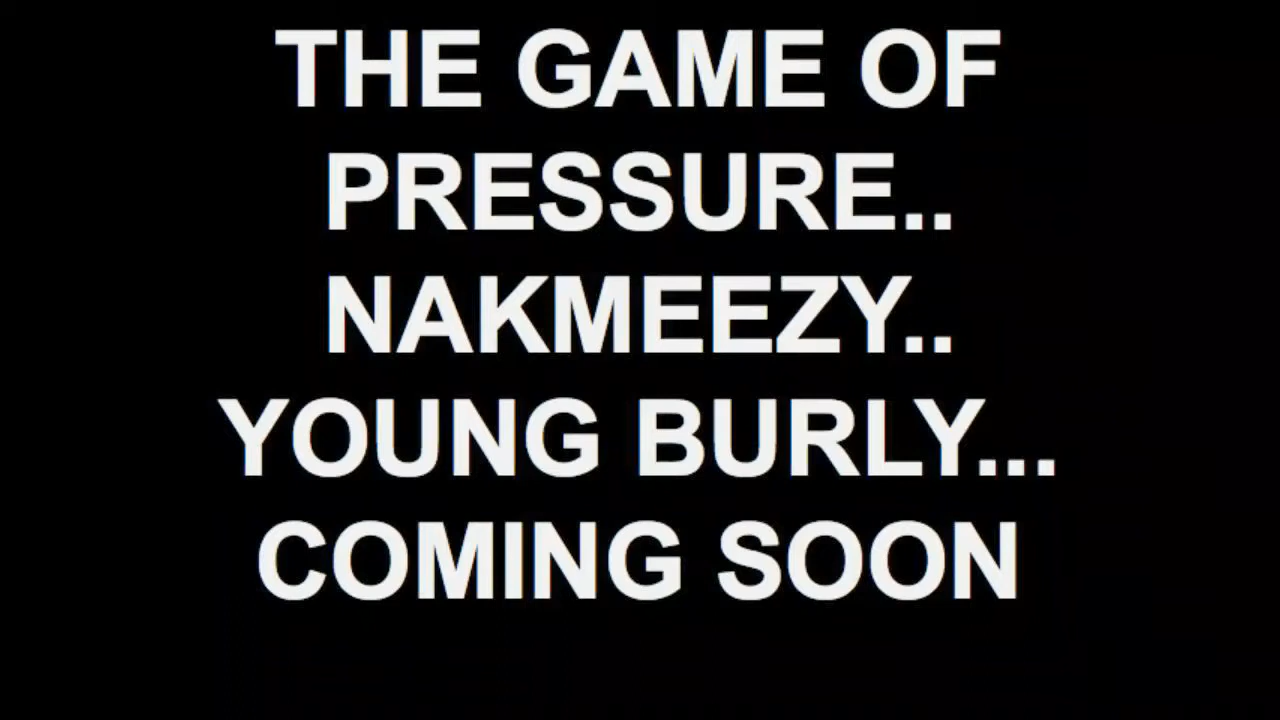 THE GAME OF
PRESSURE..
NAKMEEZY..
YOUNG BURLY...
COMING SOON